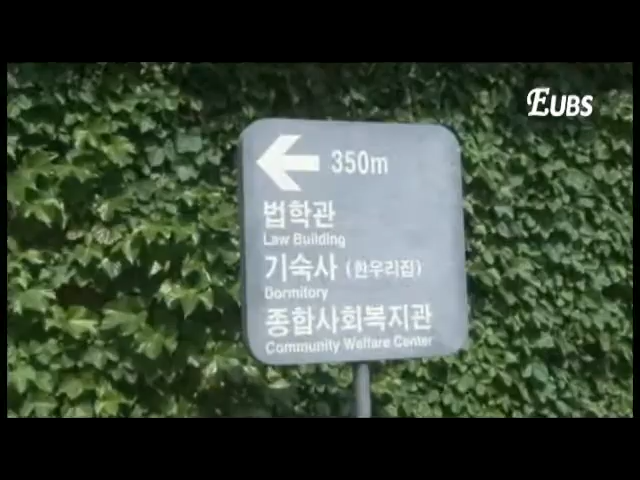 EUBS
350m
법학관
Law Building
기숙사 (한우리집)
Dormitory
종합사회복지관
Community Welfare Center